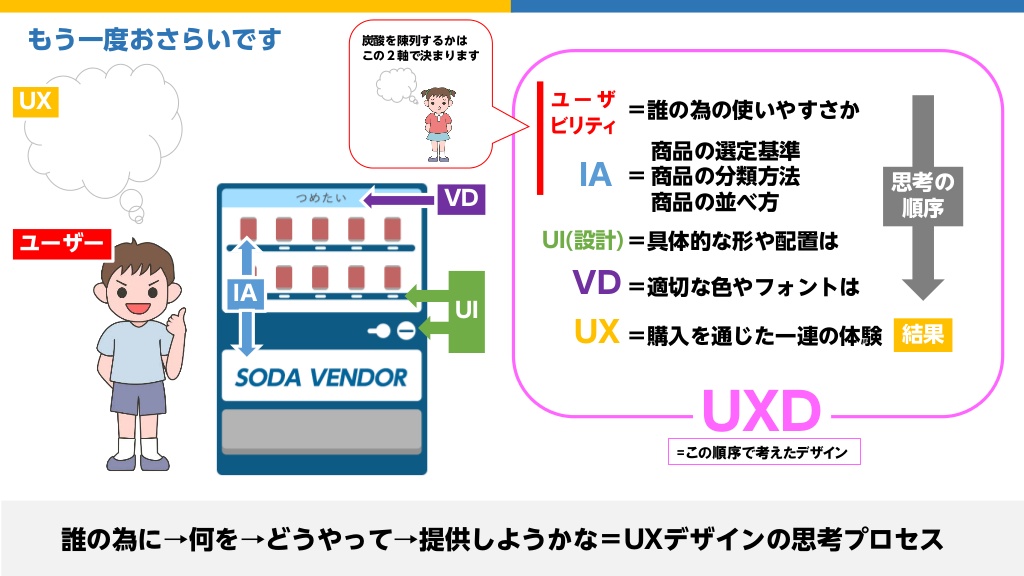 もう一度おさらいです
炭酸を陳列するかは
この２軸で決まります
UX
ユーザー
つめたい
VD
IA
UI
SODA VENDOR
ユーザ
ビリティ
＝誰の為の使いやすさか
IA
＝
商品の選定基準
商品の分類方法
商品の並べ方
UI(設計)
＝具体的な形や配置は
VD
＝適切な色やフォントは
UX
＝購入を通じた一連の体験
結果
思考の
順序
UXD
=この順序で考えたデザイン
誰の為に→何を→どうやって→提供しようかな＝UXデザインの思考プロセス